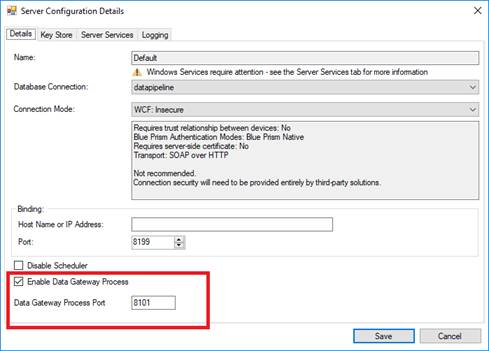 Server Configuration Details
Details
Key Store
Server Services
Logging
Name:
Default
Windows Services require attention - see the Server Services tab for more information
Database Connection:
datapipeline
Connection Mode:
WCF: Insecure
Requires trust relationship between devices: No
Blue Prism Authentication Modes: Blue Prism Native
Requires server-side certificate: No
Transport: SOAP over HTTP
Not recommended.
Connection security will need to be provided entirely by third-party solutions.
Binding:
Host Name or IP Address:
Port:
8199
Disable Scheduler
Enable Data Gateway Process
Data Gateway Process Port
8101
Save
Cancel